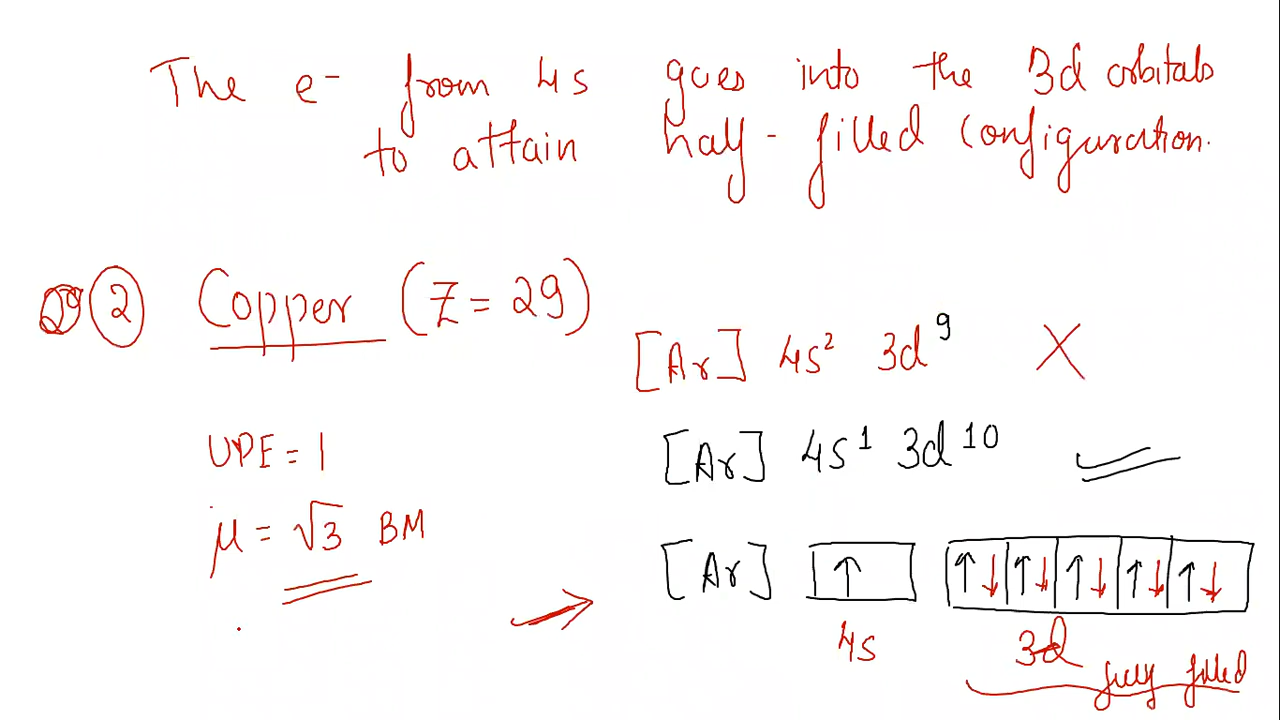 The e- from 4s goes into the 3d orbitals
to attain half-filled configuration.
② Copper (Z = 29)
[Ar] 4s² 3d⁹ X
UPE = 1
[Ar] 4s¹ 3d¹⁰
μ = √3 BM
[Ar] ↑ ↑↓ ↑↓ ↑↓ ↑↓ ↑↓
→
4s 3d
fully filled